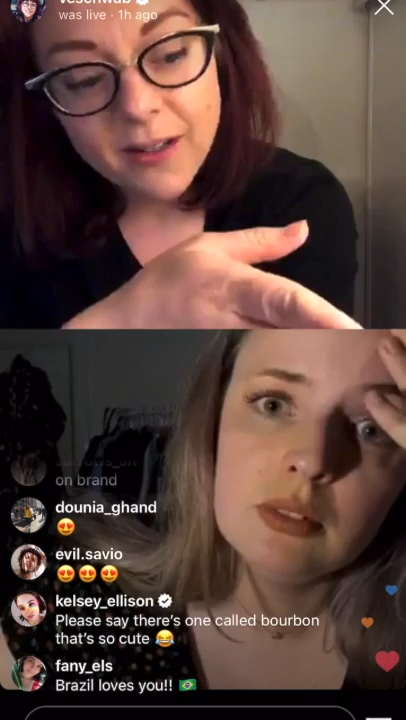 was live · 1h ago
on brand
dounia_ghand
😍
evil.savio
😍😍😍
kelsey_ellison
Please say there's one called bourbon
that's so cute 😂
fany_els
Brazil loves you!! 🇧🇷